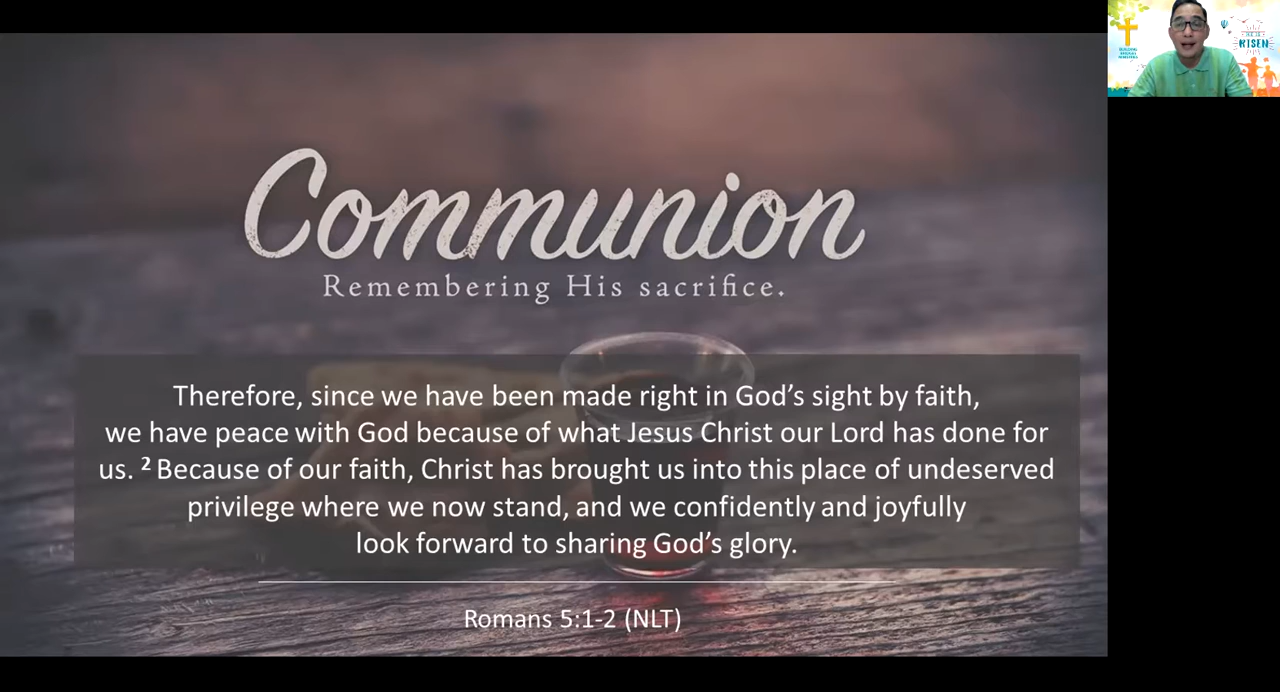 Communion
Remembering His sacrifice.
Therefore, since we have been made right in God’s sight by faith,
we have peace with God because of what Jesus Christ our Lord has done for
us. ² Because of our faith, Christ has brought us into this place of undeserved
privilege where we now stand, and we confidently and joyfully
look forward to sharing God’s glory.
Romans 5:1-2 (NLT)
RISEN